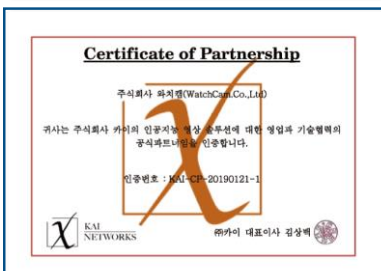 Certificate of Partnership
주식회사 와치캠(WatchCam.Co.,Ltd)
귀사는 주식회사 카이의 인공지능 영상 솔루션에 대한 영업과 기술협력의
공식파트너임을 인증합니다.
인증번호 : KAI-CP-20190121-1
KAI
NETWORKS
㈜카이 대표이사 김상백